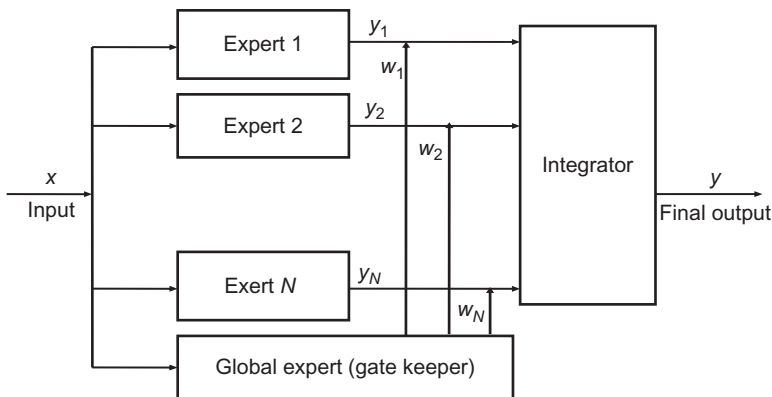 Expert 1
y1
w1
Expert 2
y2
w2
Integrator
x
Input
y
Final output
Exert N
yN
wN
Global expert (gate keeper)